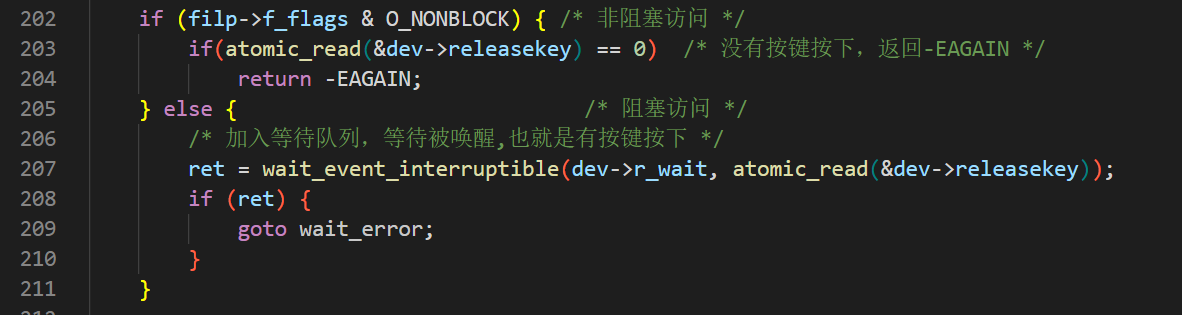 202 if (filp->f_flags & O_NONBLOCK) { /* 非阻塞访问 */
203 if(atomic_read(&dev->releasekey) == 0) /* 没有按键按下，返回-EAGAIN */
204 return -EAGAIN;
205 } else { /* 阻塞访问 */
206 /* 加入等待队列，等待被唤醒,也就是有按键按下 */
207 ret = wait_event_interruptible(dev->r_wait, atomic_read(&dev->releasekey));
208 if (ret) {
209 goto wait_error;
210 }
211 }